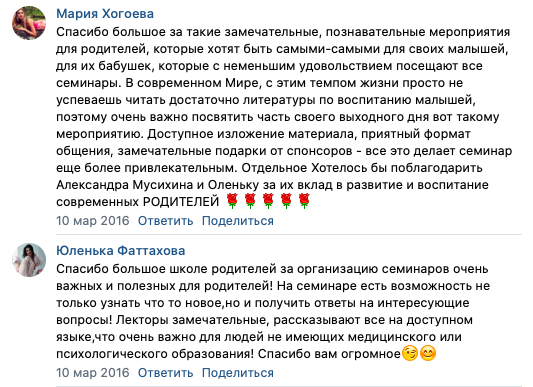 Мария Хогоева
Спасибо большое за такие замечательные, познавательные мероприятия
для родителей, которые хотят быть самыми-самыми для своих малышей,
для их бабушек, которые с неменьшим удовольствием посещают все
семинары. В современном Мире, с этим темпом жизни просто не
успеваешь читать достаточно литературы по воспитанию малышей,
поэтому очень важно посвятить часть своего выходного дня вот такому
мероприятию. Доступное изложение материала, приятный формат
общения, замечательные подарки от спонсоров - все это делает семинар
еще более привлекательным. Отдельное Хотелось бы поблагодарить
Александра Мусихина и Оленьку за их вклад в развитие и воспитание
современных РОДИТЕЛЕЙ 🌹🌹🌹🌹🌹
10 мар 2016 Ответить Поделиться
Юленька Фаттахова
Спасибо большое школе родителей за организацию семинаров очень
важных и полезных для родителей! На семинаре есть возможность не
только узнать что то новое,но и получить ответы на интересующие
вопросы! Лекторы замечательные, рассказывают все на доступном
языке,что очень важно для людей не имеющих медицинского или
психологического образования! Спасибо вам огромное😉😊
10 мар 2016 Ответить Поделиться